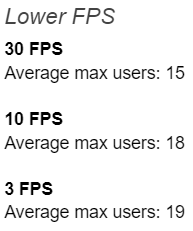 Lower FPS
30 FPS
Average max users: 15
10 FPS
Average max users: 18
3 FPS
Average max users: 19